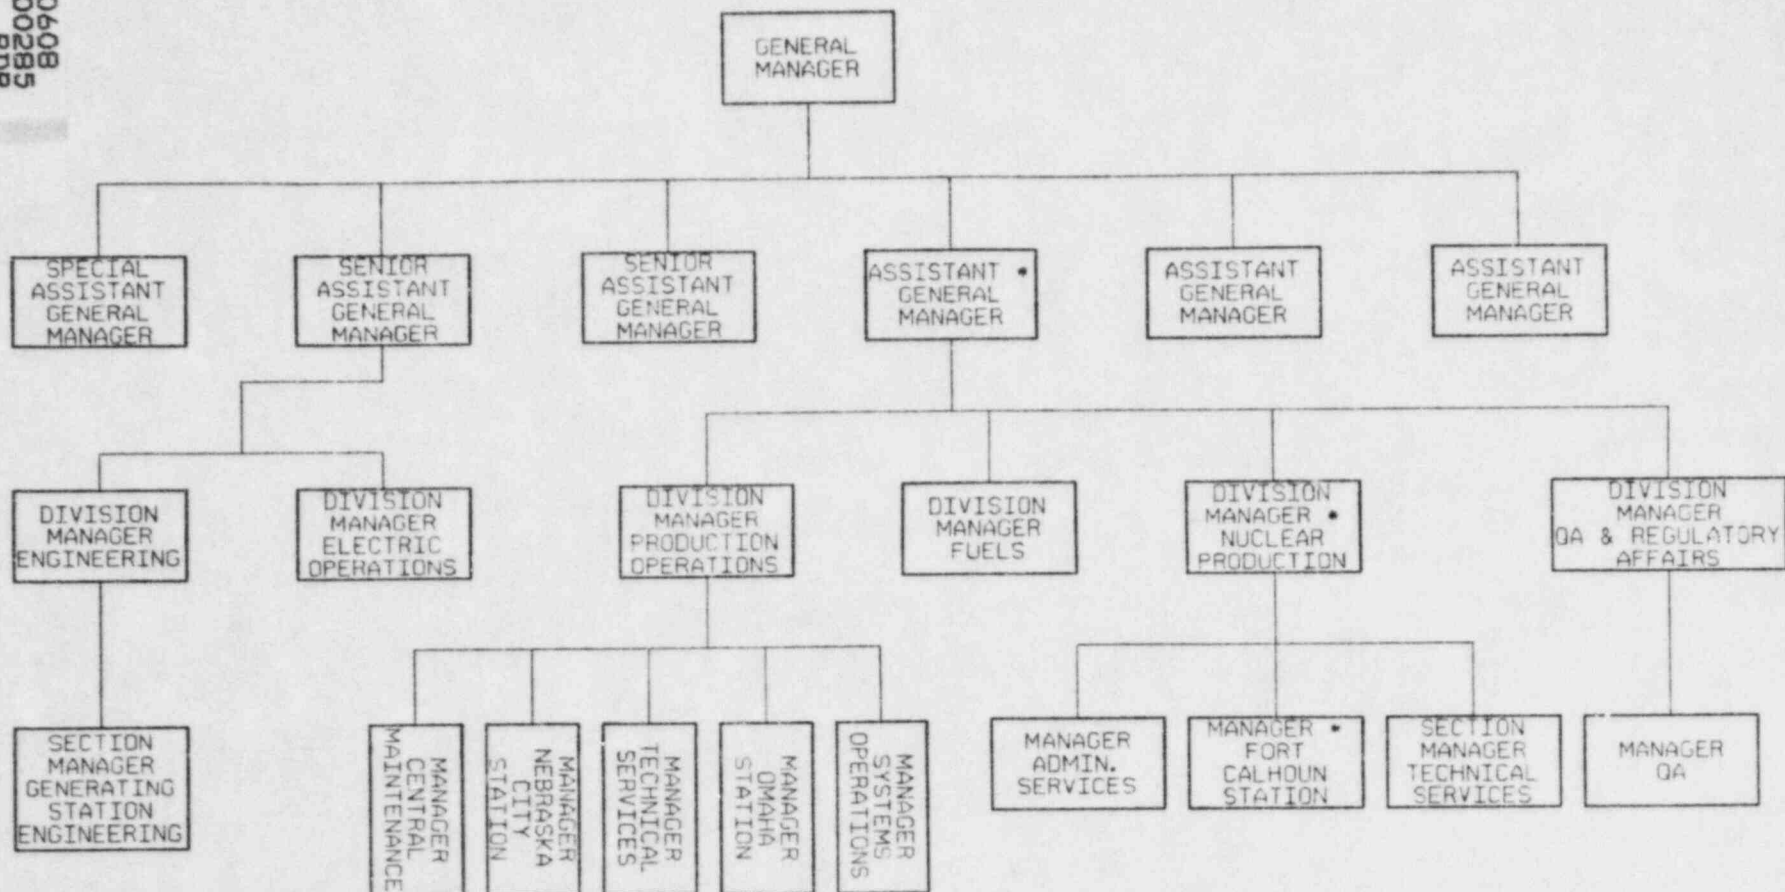 0608
00285
PDR
GENERAL
MANAGER
SPECIAL
ASSISTANT
GENERAL
MANAGER
SENIOR
ASSISTANT
GENERAL
MANAGER
SENIOR
ASSISTANT
GENERAL
MANAGER
ASSISTANT *
GENERAL
MANAGER
ASSISTANT
GENERAL
MANAGER
ASSISTANT
GENERAL
MANAGER
DIVISION
MANAGER
ENGINEERING
DIVISION
MANAGER
ELECTRIC
OPERATIONS
DIVISION
MANAGER
PRODUCTION
OPERATIONS
DIVISION
MANAGER
FUELS
DIVISION
MANAGER *
NUCLEAR
PRODUCTION
DIVISION
MANAGER
QA & REGULATORY
AFFAIRS
SECTION
MANAGER
GENERATING
STATION
ENGINEERING
MANAGER
CENTRAL
MAINTENANCE
MANAGER
NEBRASKA
CITY
STATION
MANAGER
TECHNICAL
SERVICES
MANAGER
OMAHA
STATION
MANAGER
SYSTEMS
OPERATIONS
MANAGER
ADMIN.
SERVICES
MANAGER *
FORT
CALHOUN
STATION
SECTION
MANAGER
TECHNICAL
SERVICES
MANAGER
QA